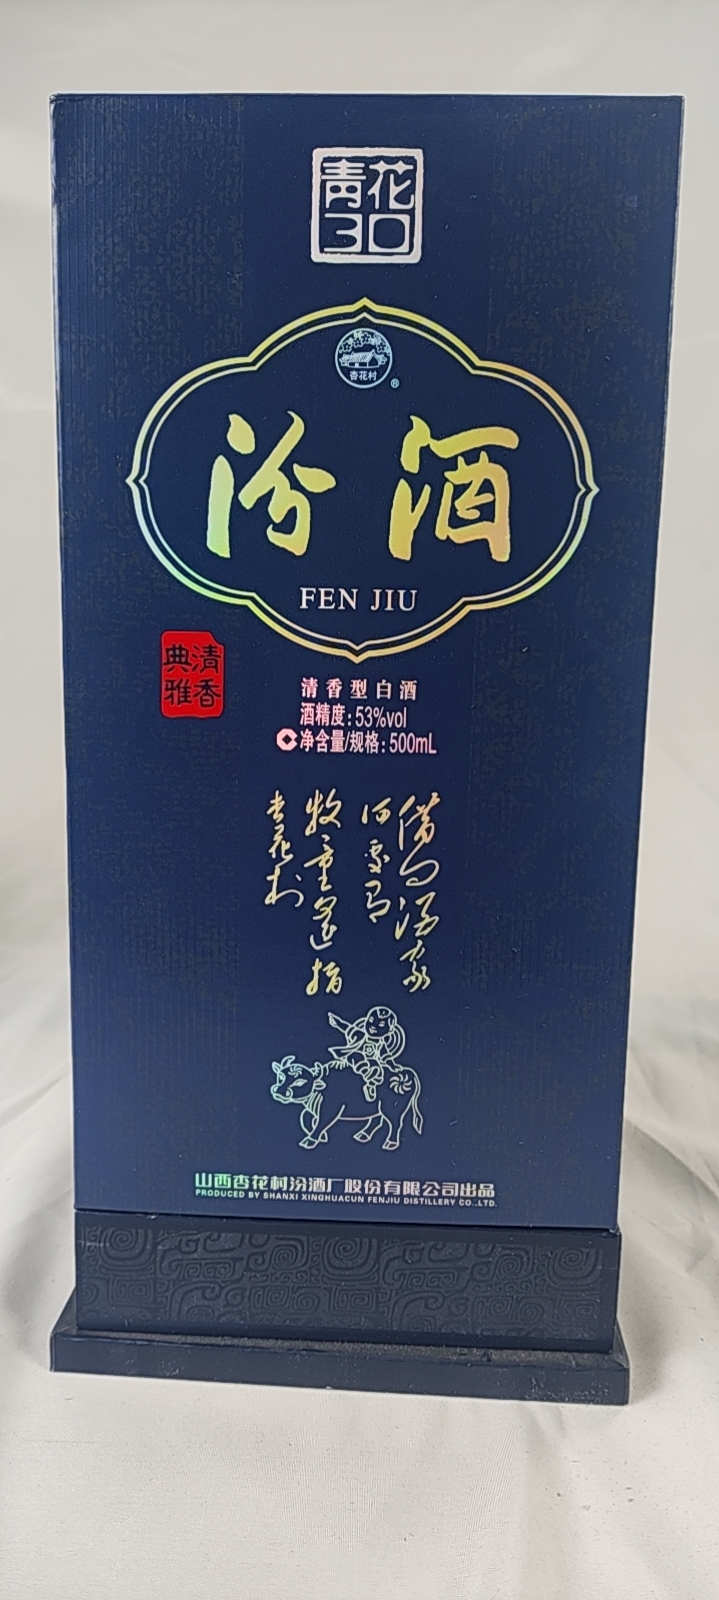 青花
30
杏花村
®
汾酒
FEN JIU
清香
典雅
清香型白酒
酒精度:53%vol
净含量/规格:500mL
借问酒家
何处有
牧童遥指
杏花村
山西杏花村汾酒厂股份有限公司出品
PRODUCED BY SHANXI XINGHUACUN FENJIU DISTILLERY CO.,LTD.